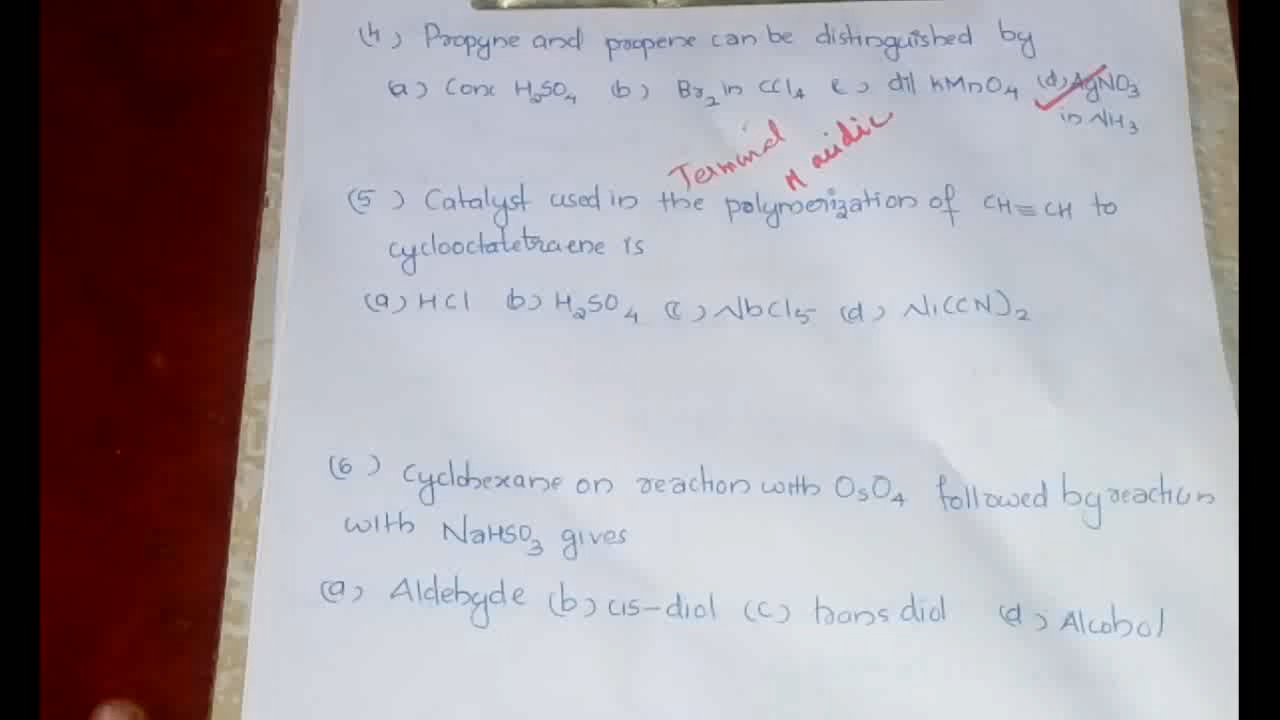 (4) Propyne and propene can be distinguished by
(a) Conc H2SO4 (b) Br2 in CCl4 c) dil KMnO4 (d) AgNO3
in NH3
Terminal
H acidic
(5) Catalyst used in the polymerization of CH≡CH to
cyclooctatetraene is
(a) HCl b) H2SO4 (c) NbCl5 (d) Ni(CN)2
(6) Cyclohexane on reaction with OsO4 followed by reaction
with NaHSO3 gives
(a) Aldehyde (b) cis-diol (c) trans diol (d) Alcohol